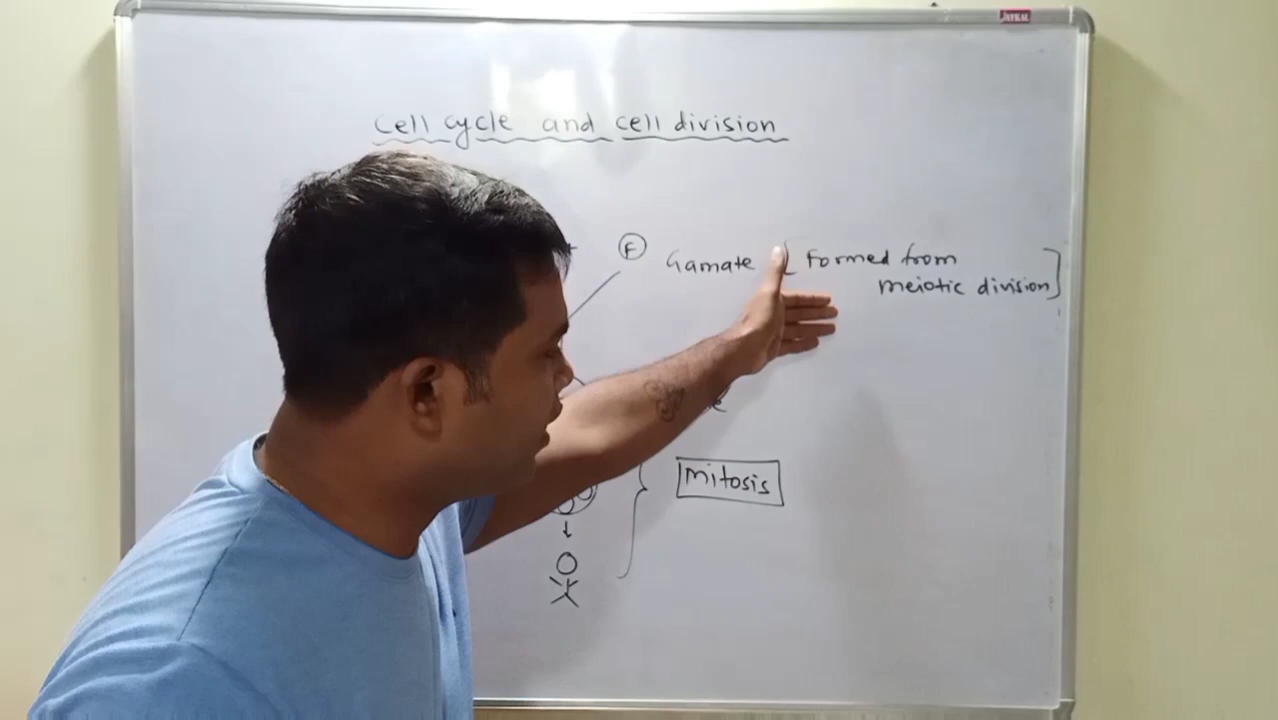 Cell cycle and cell division
F Gamate [Formed from
meiotic division]
mitosis